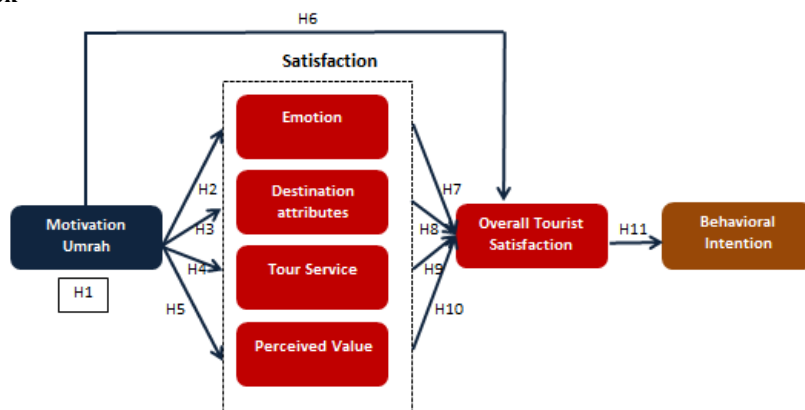 H6
Satisfaction
Emotion
H2
H7
Destination
attributes
Motivation
Umrah
H3
H8
Overall Tourist
Satisfaction
H11
Behavioral
Intention
H4
Tour Service
H9
H1
H5
H10
Perceived Value